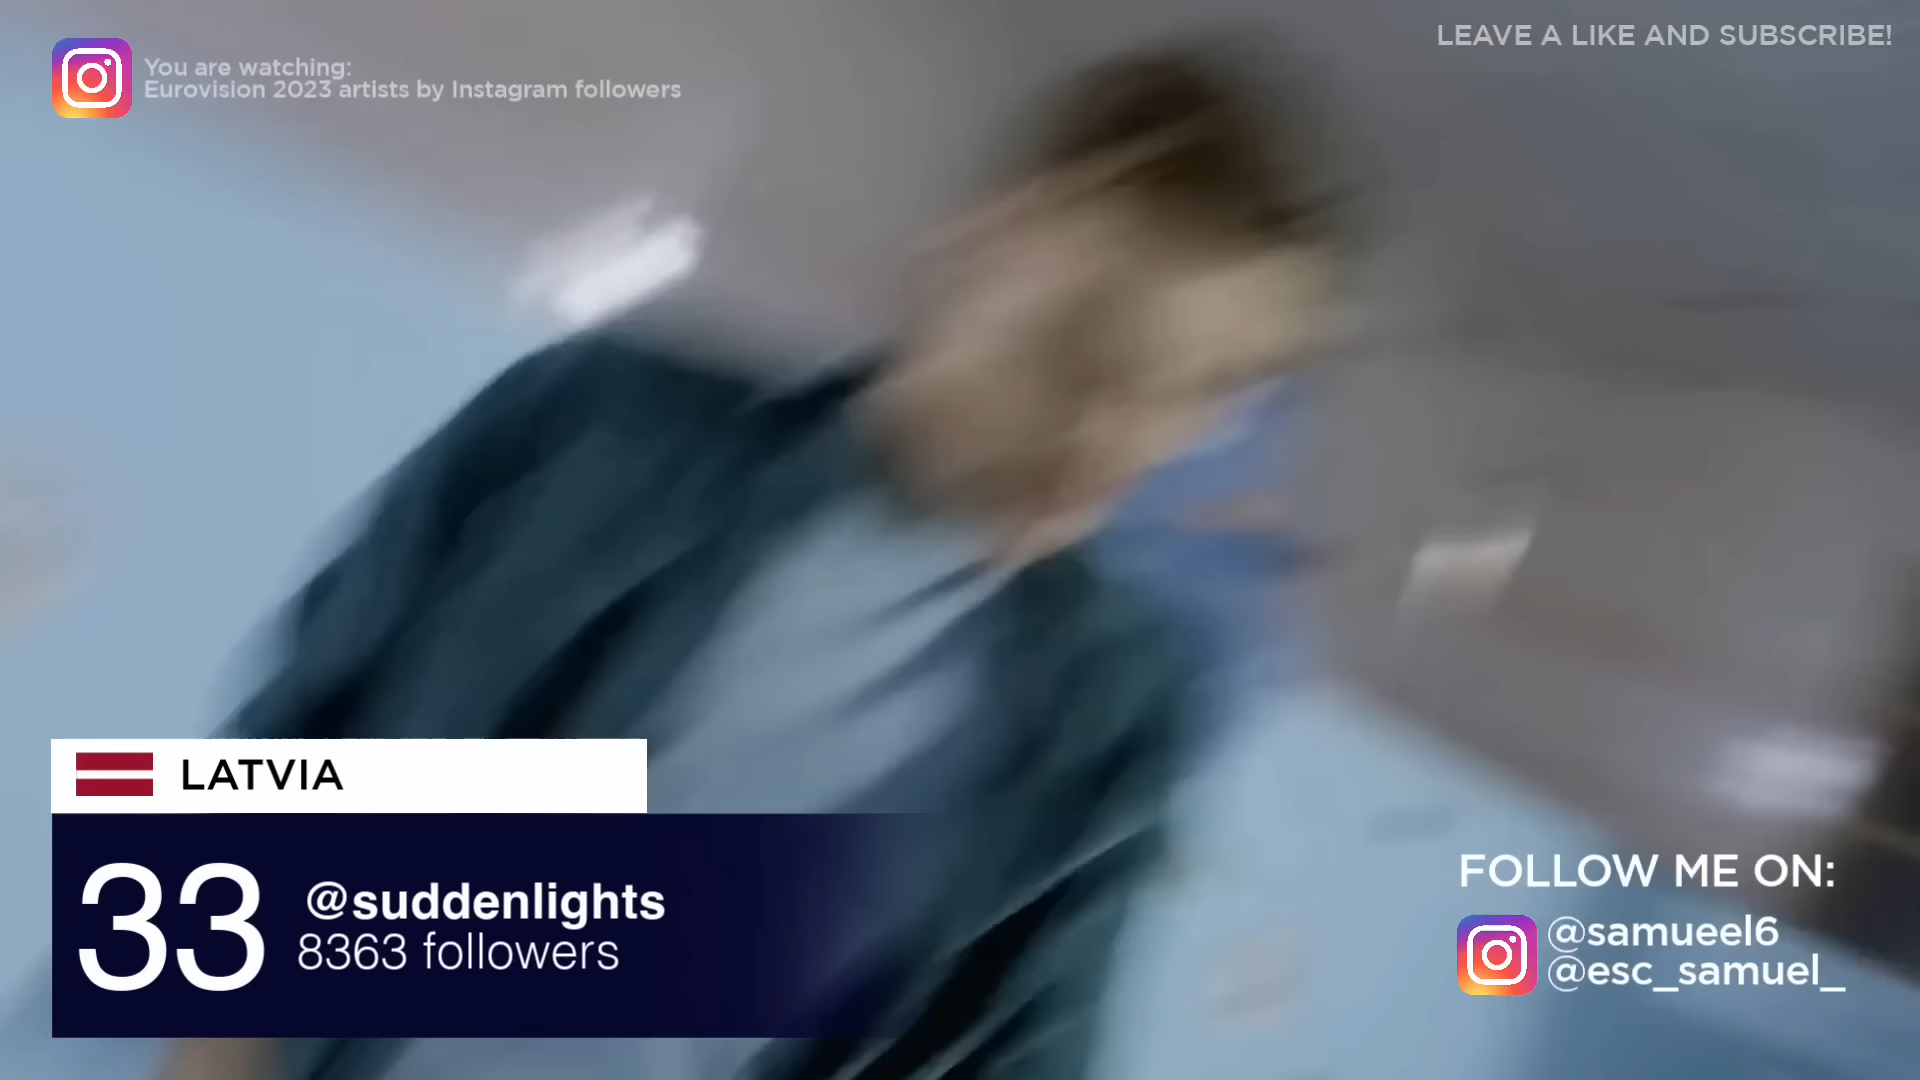 You are watching:
Eurovision 2023 artists by Instagram followers
LEAVE A LIKE AND SUBSCRIBE!
LATVIA
33
@suddenlights
8363 followers
FOLLOW ME ON:
@samueel6
@esc_samuel_